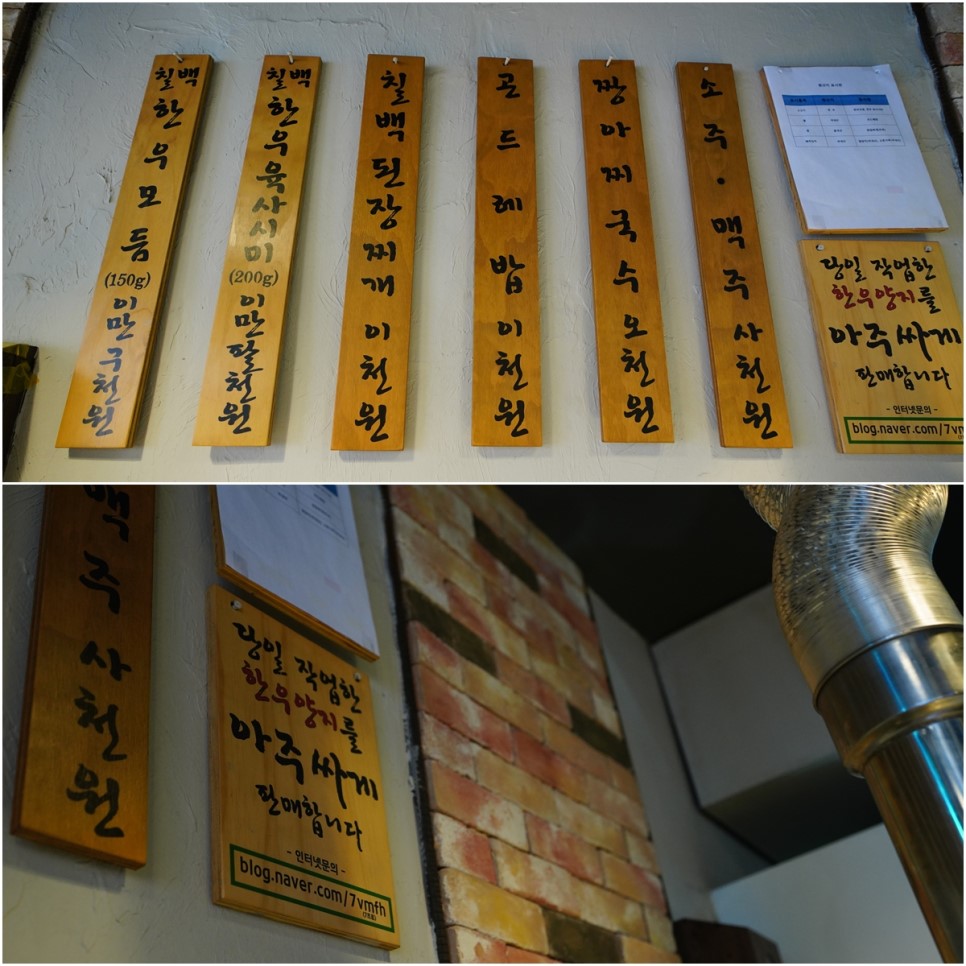 칠백
한우모둠
(150g)
이만구천원
칠백
한우육사시미
(200g)
이만팔천원
칠백된장찌개 이천원
곤드레밥 이천원
짱아찌국수 오천원
소주·맥주 사천원
당일 작업한
한우양지를
아주 싸게
판매합니다
- 인터넷문의 -
blog.naver.com/7vm
맥주 사천원
당일 작업한
한우양지를
아주 싸게
판매합니다
- 인터넷문의 -
blog.naver.com/7vmfh